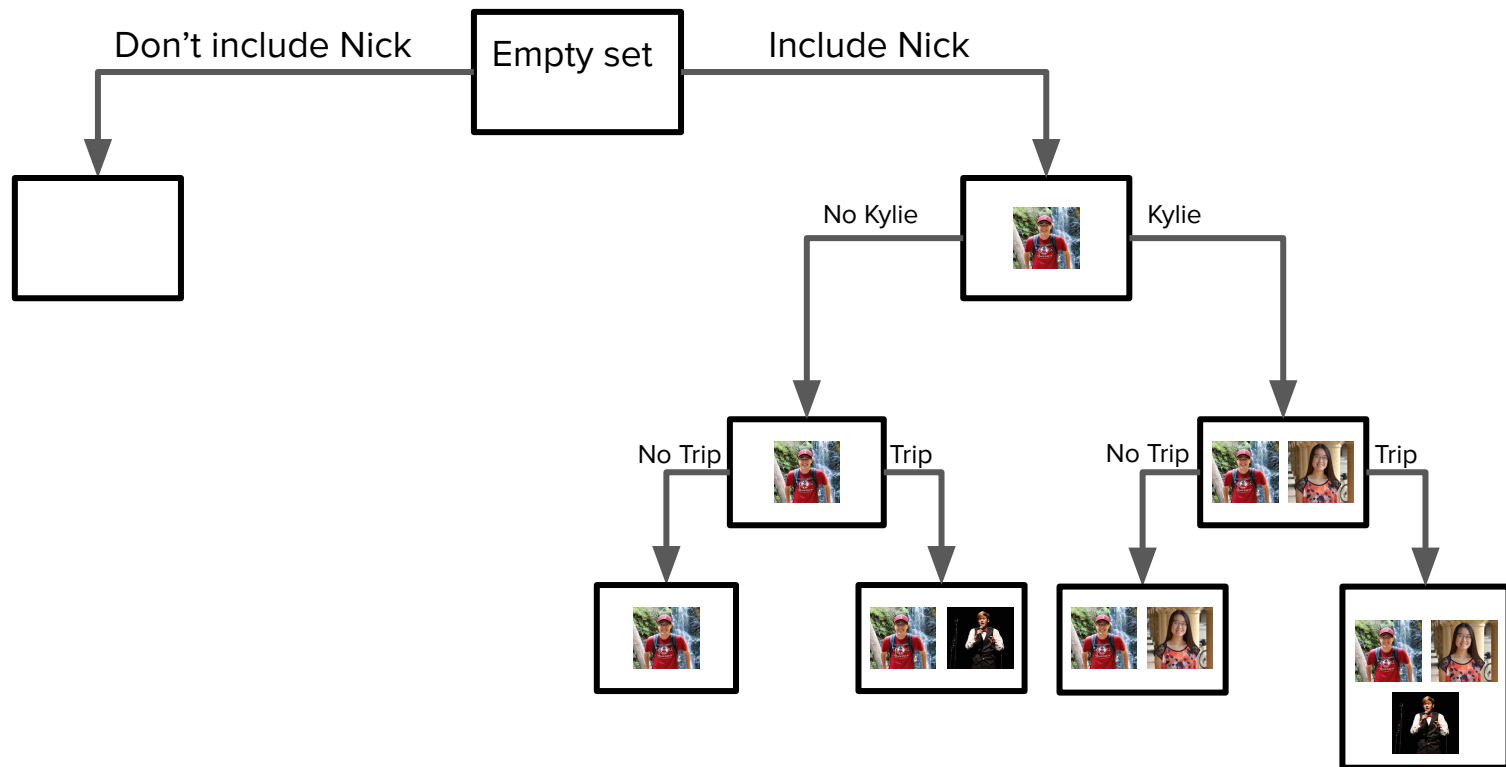 Don’t include Nick
Empty set
Include Nick
No Kylie
Kylie
No Trip
Trip
No Trip
Trip